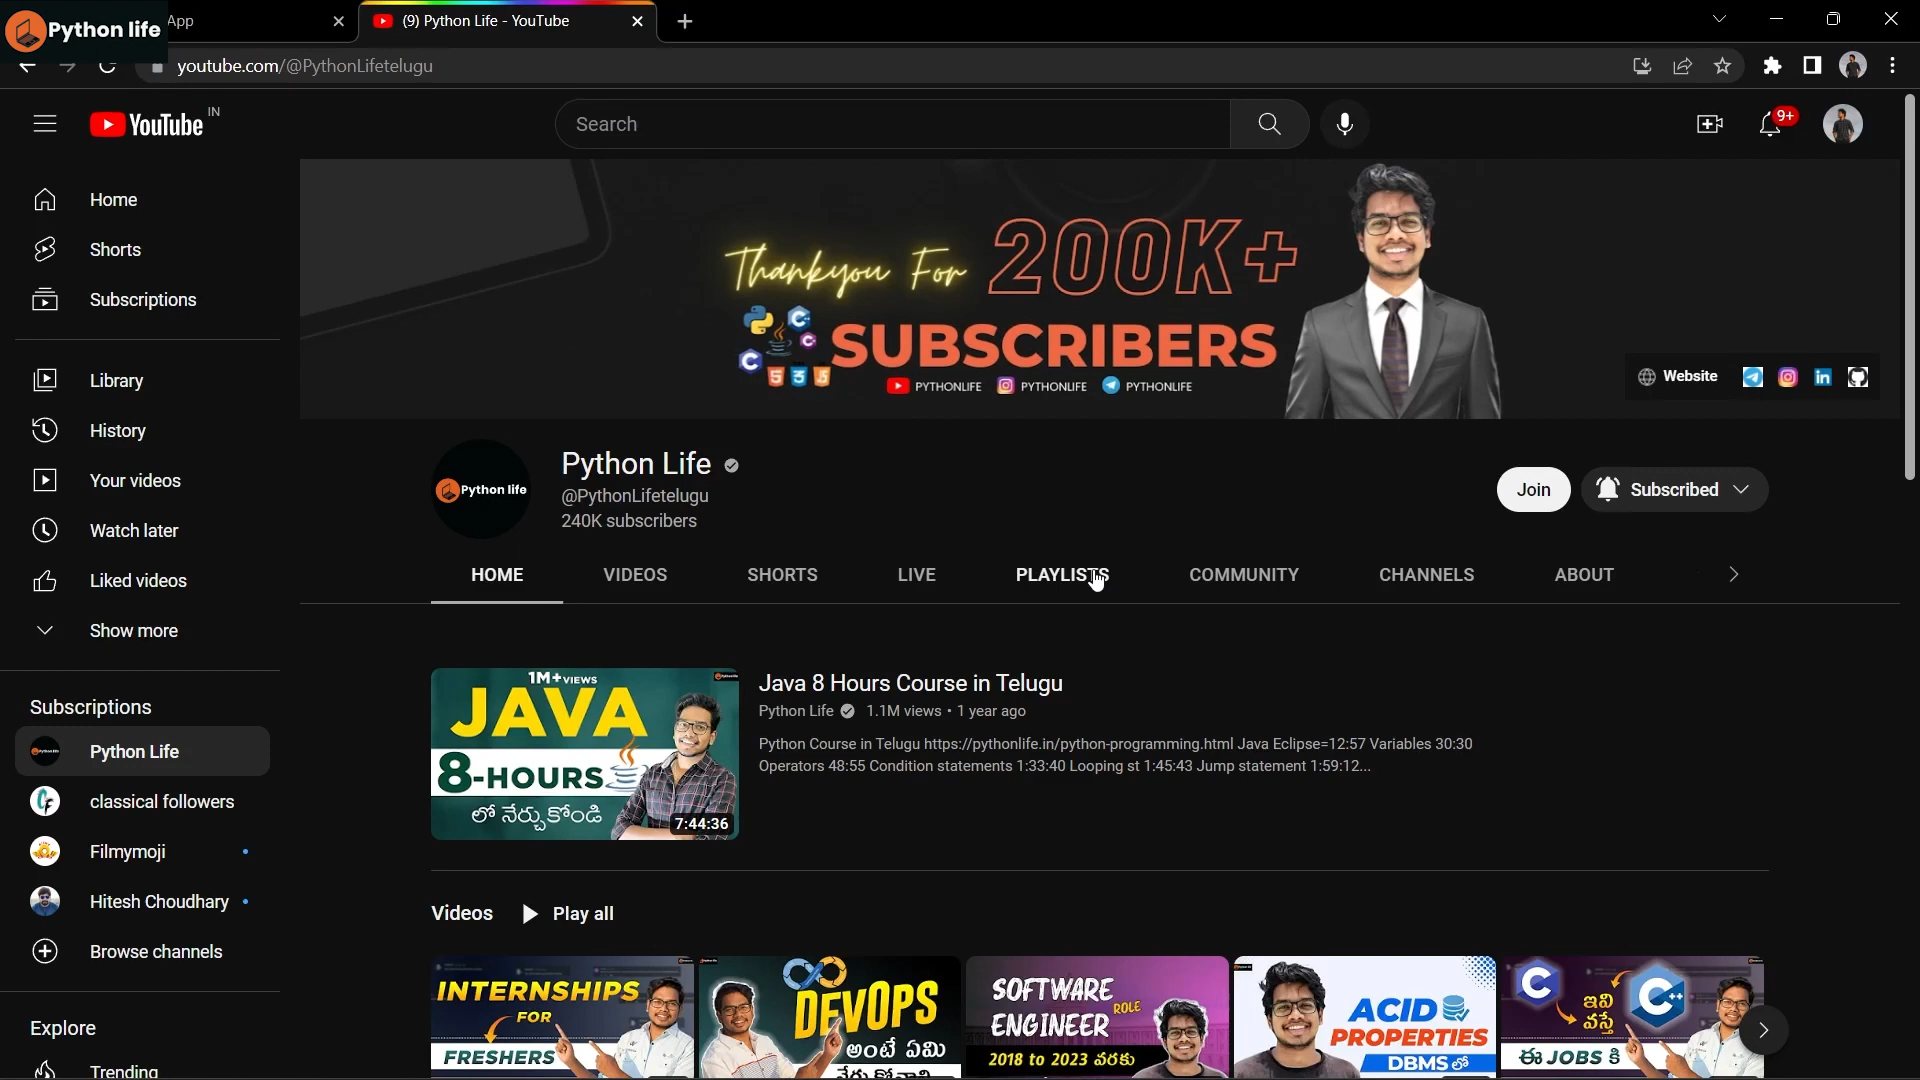 Python life
App
(9) Python Life - YouTube
youtube.com/@PythonLifetelugu
YouTube IN
Search
9+
Home
Shorts
Subscriptions
Library
History
Your videos
Watch later
Liked videos
Show more
Subscriptions
Python Life
classical followers
Filmymoji
Hitesh Choudhary
Browse channels
Explore
Trending
Thankyou For 200K+
SUBSCRIBERS
PYTHONLIFE PYTHONLIFE PYTHONLIFE
Website
Python life
Python Life
@PythonLifetelugu
240K subscribers
Join
Subscribed
HOME VIDEOS SHORTS LIVE PLAYLISTS COMMUNITY CHANNELS ABOUT
1M+ VIEWS
JAVA
8-HOURS
లో నేర్చుకోండి
7:44:36
Java 8 Hours Course in Telugu
Python Life 1.1M views • 1 year ago
Python Course in Telugu https://pythonlife.in/python-programming.html Java Eclipse=12:57 Variables 30:30
Operators 48:55 Condition statements 1:33:40 Looping st 1:45:43 Jump statement 1:59:12...
Videos Play all
INTERNSHIPS
FOR
FRESHERS
DEVOPS
అంటే ఏమి
SOFTWARE
ENGINEER ROLE
2018 to 2023 వరకు
ACID
PROPERTIES
DBMS లో
C C++
ఇవి
వస్తే
ఈ JOBS కి